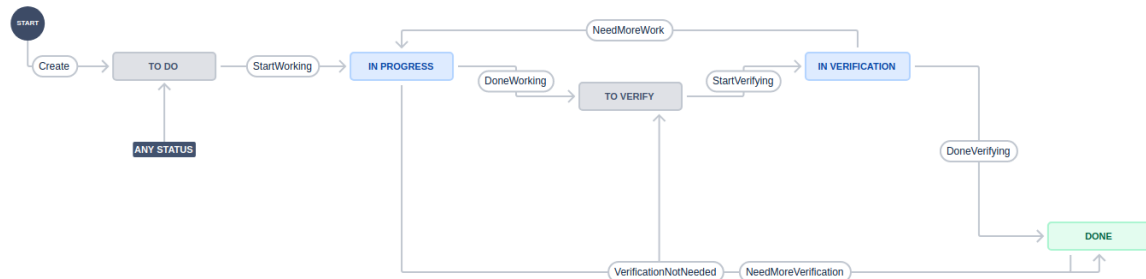 START
NeedMoreWork
Create
TO DO
StartWorking
IN PROGRESS
DoneWorking
TO VERIFY
StartVerifying
IN VERIFICATION
ANY STATUS
DoneVerifying
DONE
VerificationNotNeeded
NeedMoreVerification